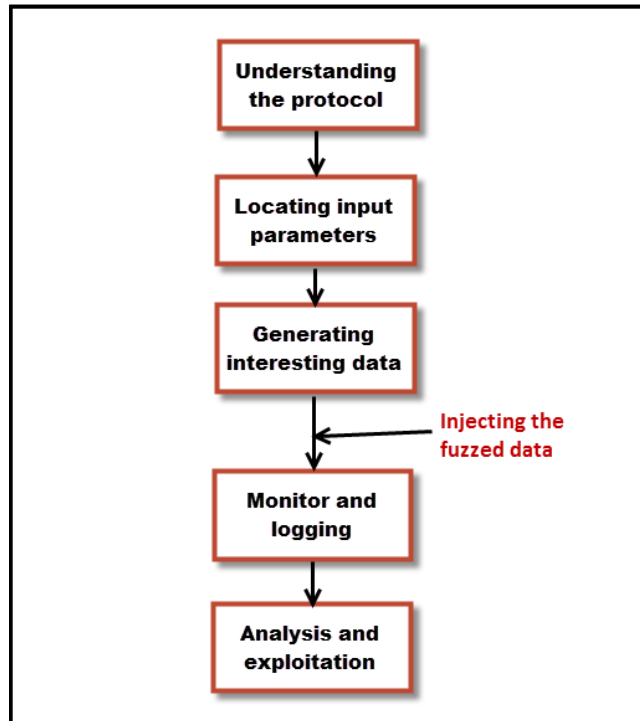 Understanding
the protocol
Locating input
parameters
Generating
interesting data
Injecting the
fuzzed data
Monitor and
logging
Analysis and
exploitation